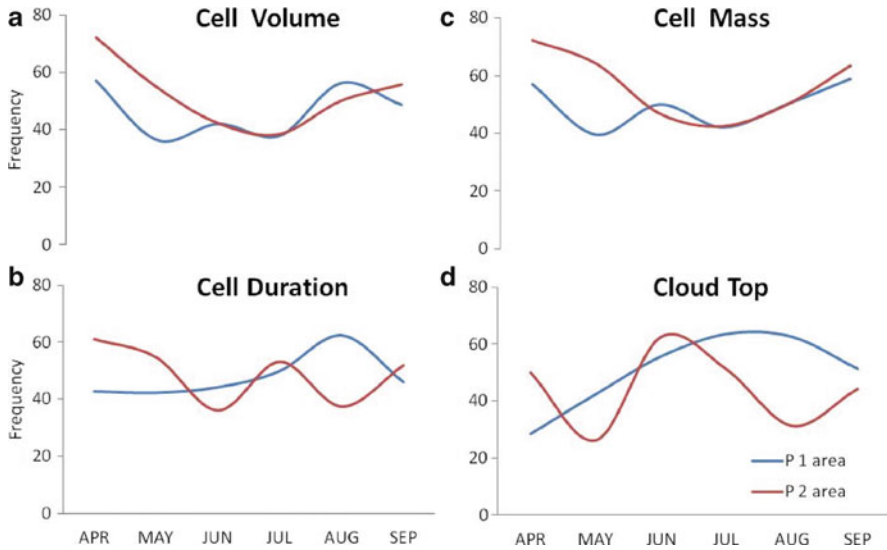 a
Cell Volume
80
60
40
20
0
Frequency
c
Cell Mass
80
60
40
20
0
b
Cell Duration
80
60
40
20
0
Frequency
APR MAY JUN JUL AUG SEP
d
Cloud Top
80
60
40
20
0
P 1 area
P 2 area
APR MAY JUN JUL AUG SEP